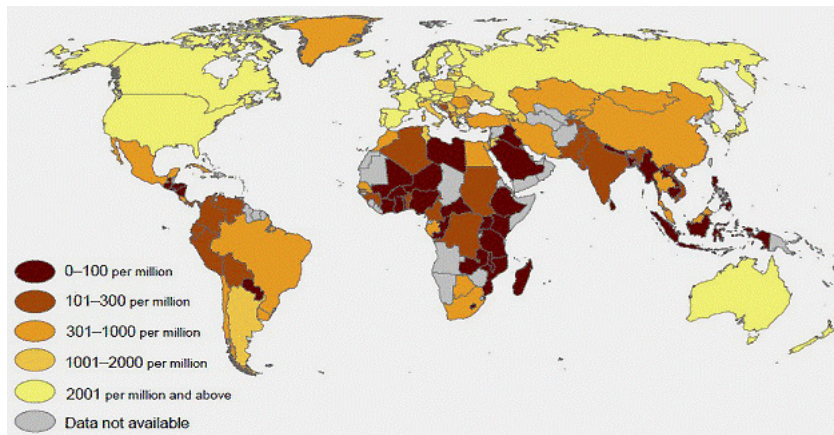 0–100 per million
101–300 per million
301–1000 per million
1001–2000 per million
2001 per million and above
Data not available